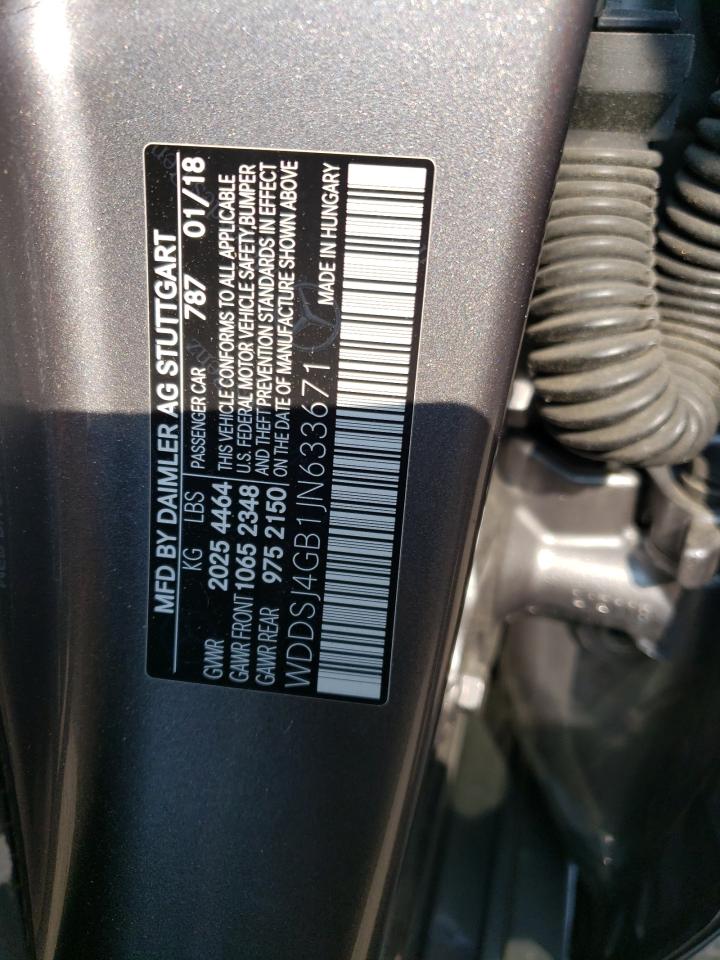 MFD BY DAIMLER AG STUTTGART
KG LBS PASSENGER CAR 787 01/18
GVWR 2025 4464 THIS VEHICLE CONFORMS TO ALL APPLICABLE
GAWR FRONT 1065 2348 U.S. FEDERAL MOTOR VEHICLE SAFETY,BUMPER
GAWR REAR 975 2150 AND THEFT PREVENTION STANDARDS IN EFFECT
ON THE DATE OF MANUFACTURE SHOWN ABOVE
WDDSJ4GB1JN633671 MADE IN HUNGARY